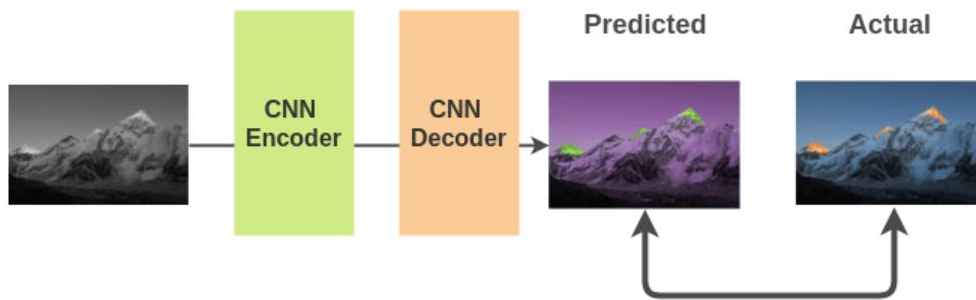 Predicted
Actual
CNN
Encoder
CNN
Decoder